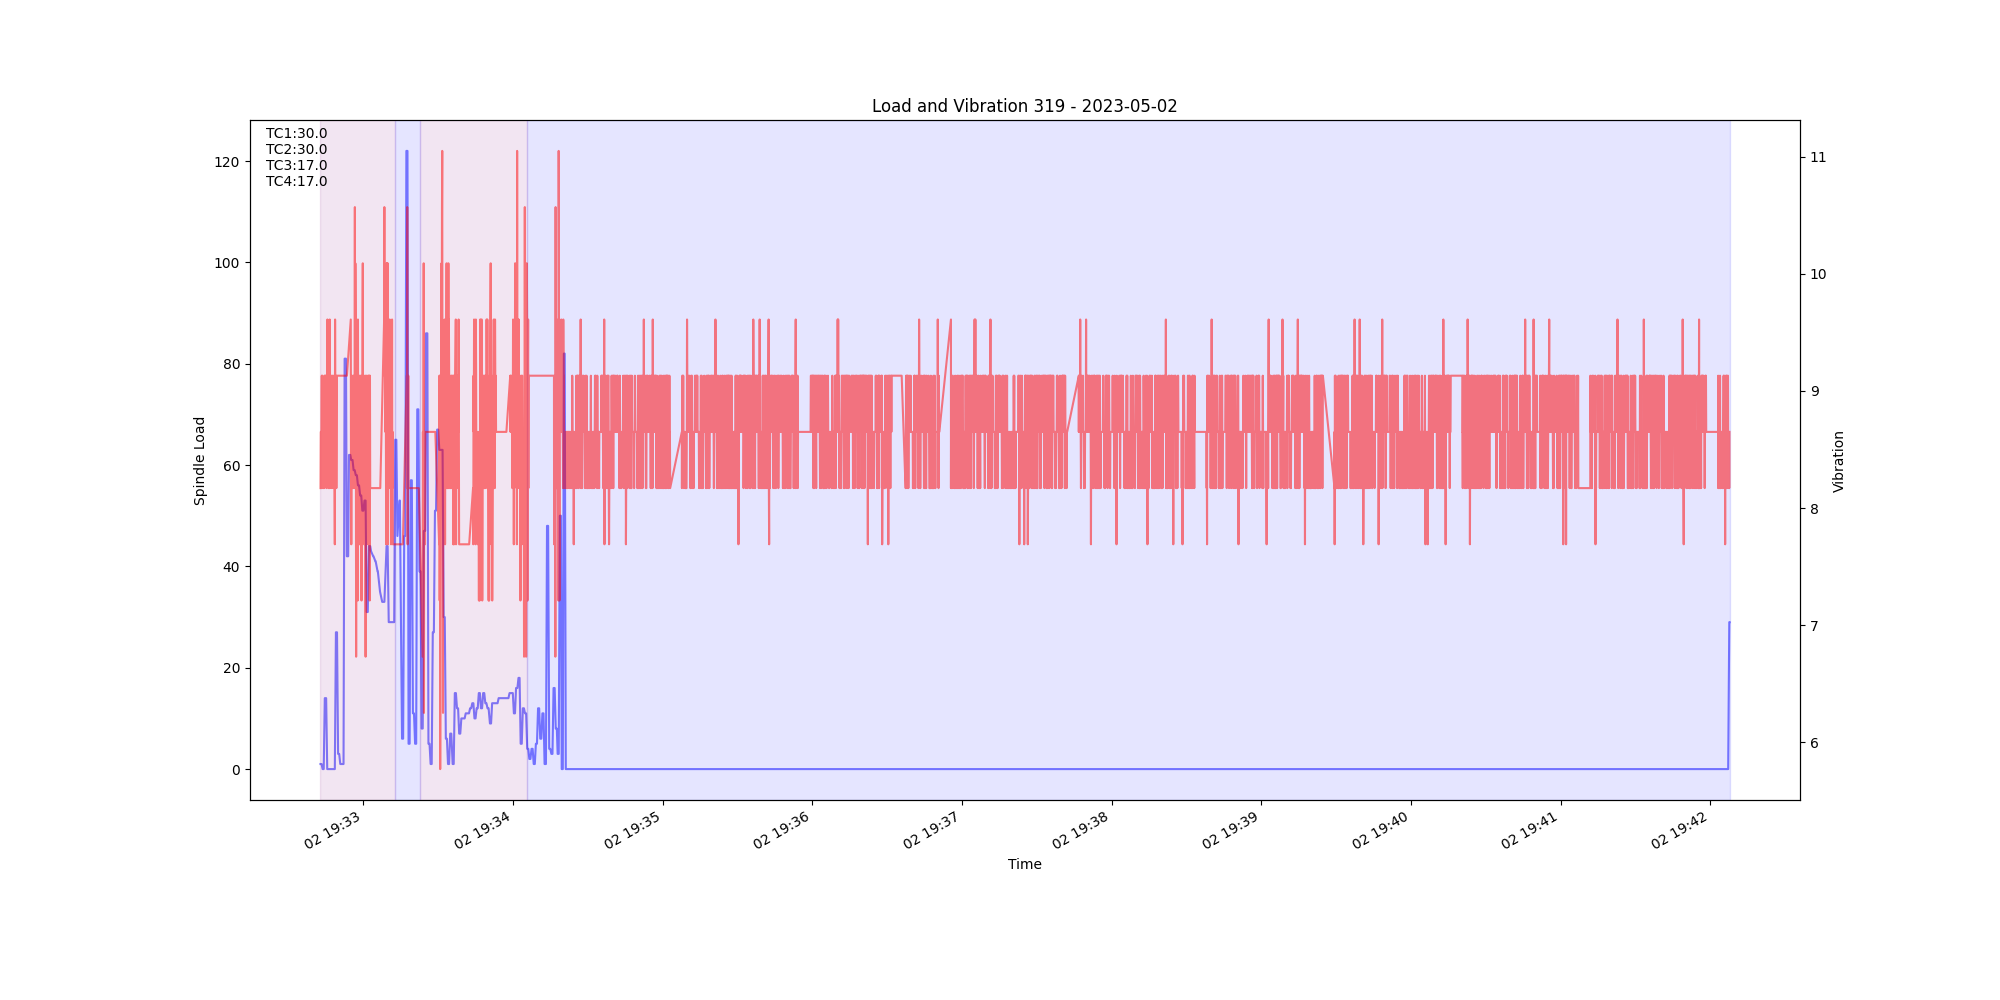 Load and Vibration 319 - 2023-05-02
TC1:30.0
TC2:30.0
TC3:17.0
TC4:17.0
120
100
80
60
40
20
0
Spindle Load
11
10
9
8
7
6
Vibration
02 19:33
02 19:34
02 19:35
02 19:36
02 19:37
02 19:38
02 19:39
02 19:40
02 19:41
02 19:42
Time